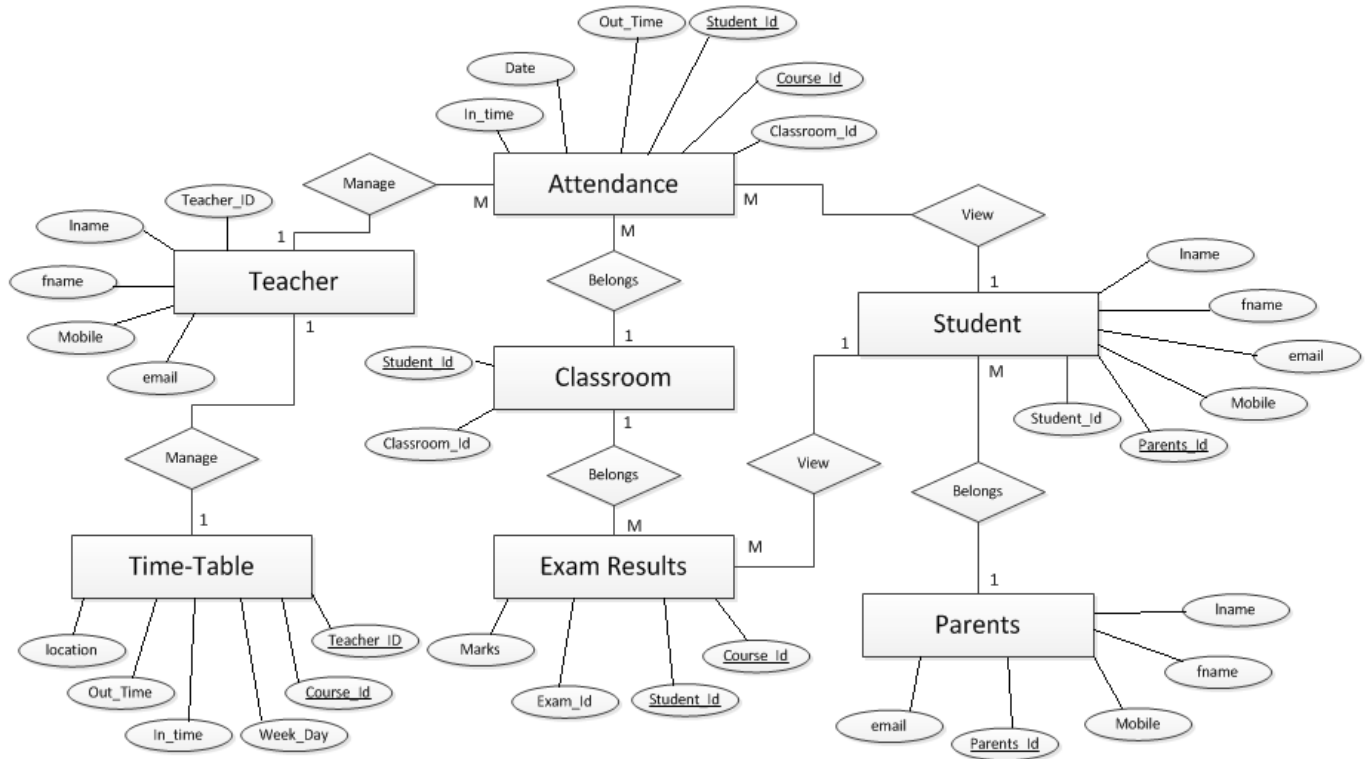 Out_Time
Student_Id
Date
Course_Id
In_time
Classroom_Id
Attendance
Manage
M
M
View
M
Teacher_ID
lname
1
Teacher
fname
Mobile
email
1
Belongs
1
Student_Id
Classroom
Classroom_Id
1
1
lname
Student
fname
1
M
email
Mobile
Student_Id
Parents_Id
Manage
Belongs
View
Belongs
1
M
M
1
Time-Table
Exam Results
Parents
lname
fname
Mobile
Parents_Id
email
location
Out_Time
In_time
Week_Day
Course_Id
Teacher_ID
Marks
Exam_Id
Student_Id
Course_Id